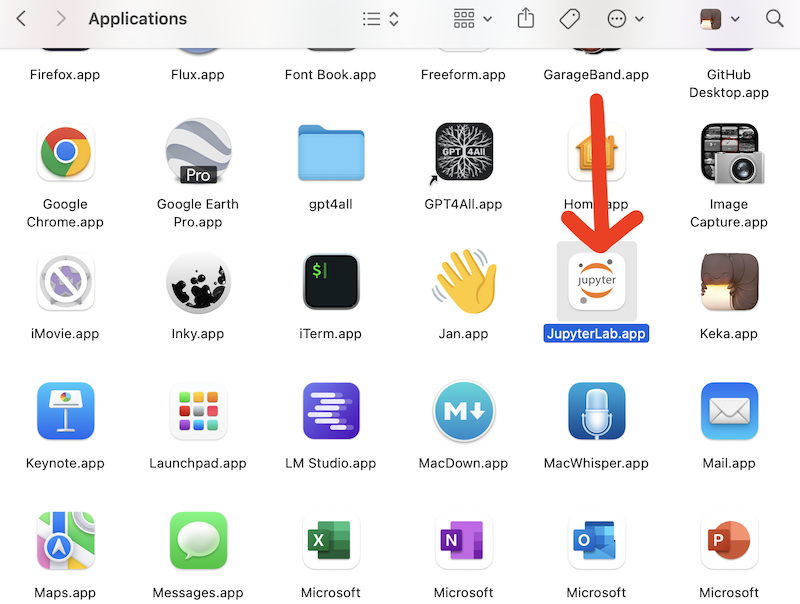 Applications
Firefox.app
Flux.app
Font Book.app
Freeform.app
GarageBand.app
GitHub
Desktop.app
Pro
GPT 4All
Google
Chrome.app
Google Earth
Pro.app
gpt4all
GPT4All.app
Home.app
Image
Capture.app
$
jupyter
iMovie.app
Inky.app
iTerm.app
Jan.app
JupyterLab.app
Keka.app
M
Keynote.app
Launchpad.app
LM Studio.app
MacDown.app
MacWhisper.app
Mail.app
X
N
O
P
Maps.app
Messages.app
Microsoft
Microsoft
Microsoft
Microsoft